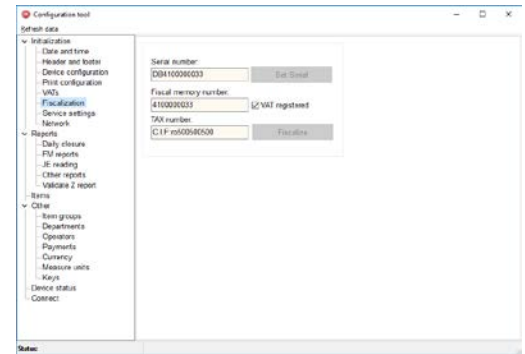 Configuration tool
Refresh data
Initialization
Date and time
Header and footer
Device configuration
Print configuration
VATs
Fiscalization
Service settings
Network
Reports
Daily closure
FM reports
JE reading
Other reports
Validate Z report
Items
Other
Item groups
Departments
Operators
Payments
Currency
Measure units
Keys
Device status
Connect
Serial number:
DB4100000033
Set Serial
Fiscal memory number:
4100000033
VAT registered
TAX number:
C.I.F. ro500500500
Fiscalize
Status: